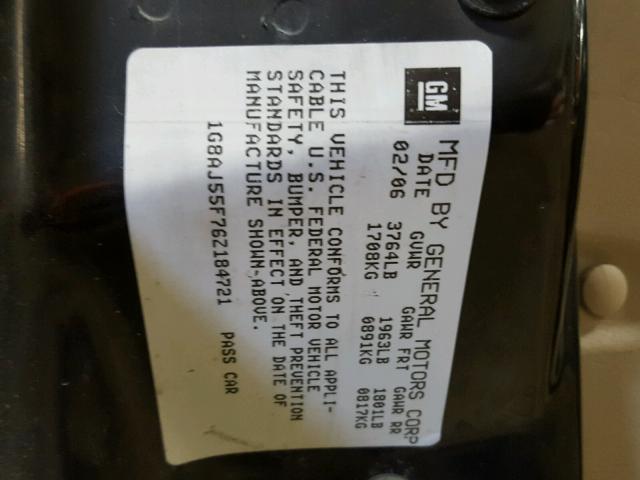 GM
MFD BY GENERAL MOTORS CORP
DATE GVWR GAWR FRT GAWR RR
02/06 3764LB 1963LB 1801LB
1708KG 0891KG 0817KG
THIS VEHICLE CONFORMS TO ALL APPLI-
CABLE U.S. FEDERAL MOTOR VEHICLE
SAFETY, BUMPER, AND THEFT PREVENTION
STANDARDS IN EFFECT ON THE DATE OF
MANUFACTURE SHOWN-ABOVE.
1G8AJ55F76Z184721 PASS CAR